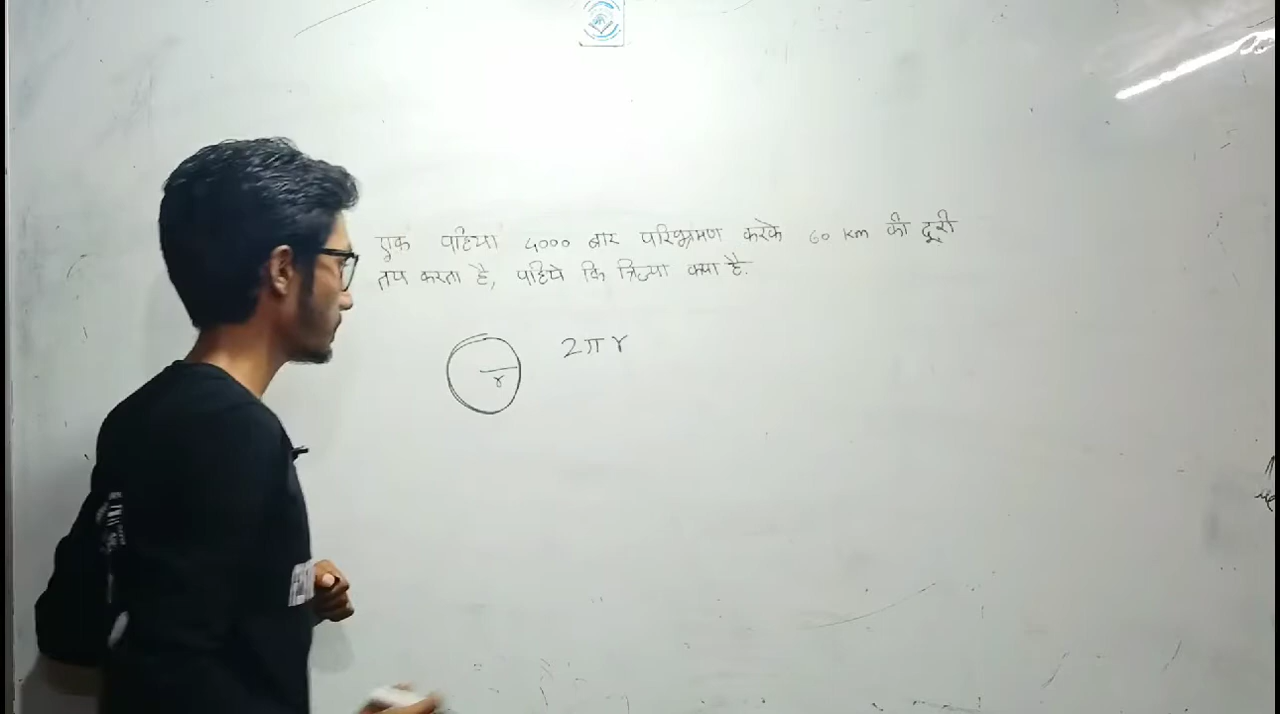 एक पहिया 4000 बार परिभ्रमण करके 60 km की दूरी
तय करता है, पहिये कि त्रिज्या क्या है.
2πr
r